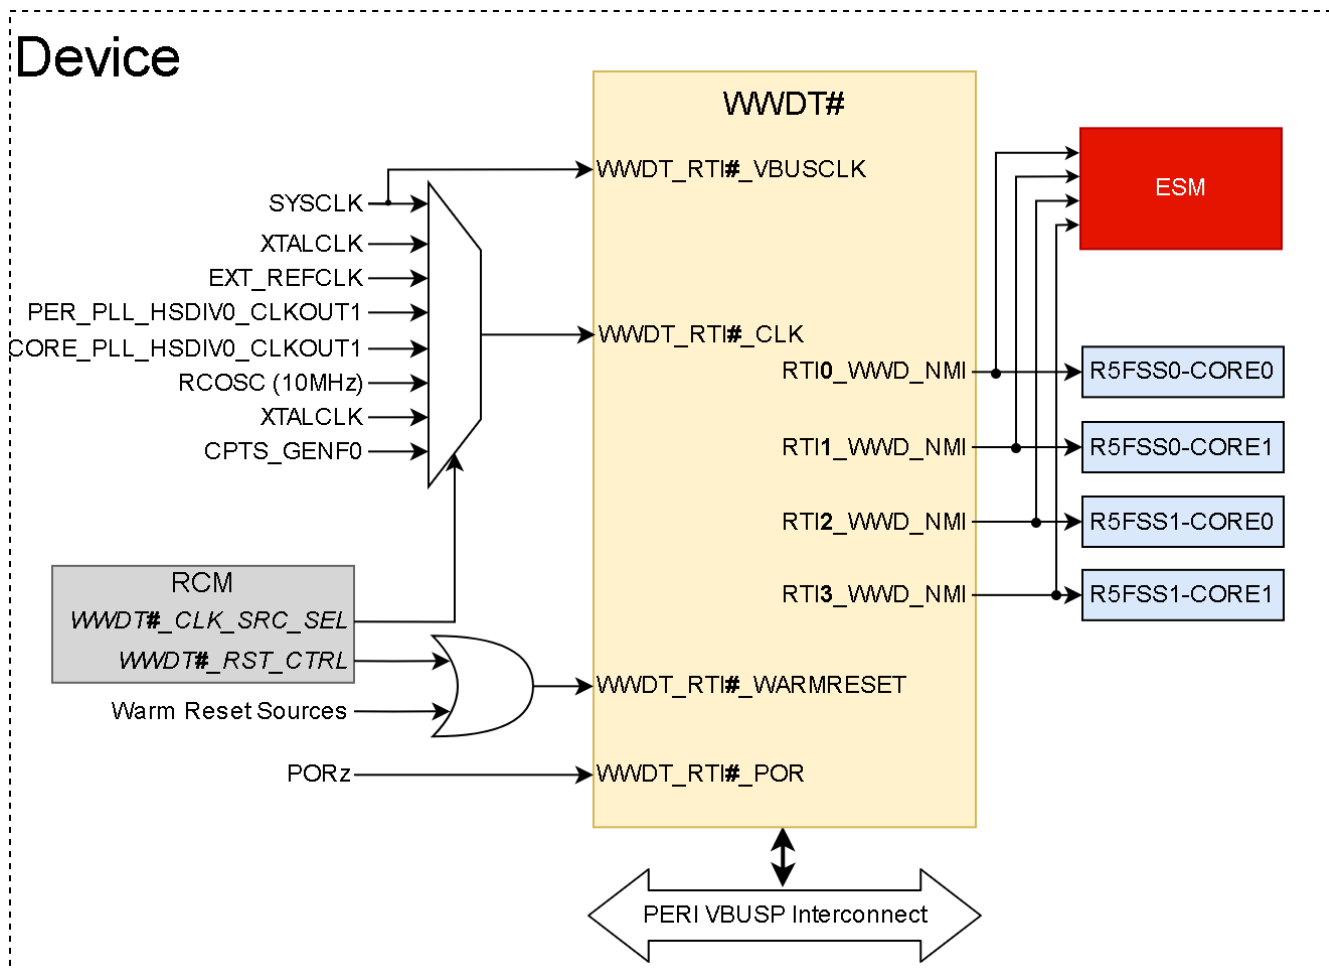 Device
WWDT#
WWDT_RTI#_VBUSCLK
ESM
SYSCLK
XTALCLK
EXT_REFCLK
PER_PLL_HSDIV0_CLKOUT1
CORE_PLL_HSDIV0_CLKOUT1
RCOSC (10MHz)
XTALCLK
CPTS_GENF0
WWDT_RTI#_CLK
RTI0_WWD_NMI
R5FSS0-CORE0
RTI1_WWD_NMI
R5FSS0-CORE1
RTI2_WWD_NMI
R5FSS1-CORE0
RTI3_WWD_NMI
R5FSS1-CORE1
RCM
WWDT#_CLK_SRC_SEL
WWDT#_RST_CTRL
Warm Reset Sources
WWDT_RTI#_WARMRESET
PORz
WWDT_RTI#_POR
PERI VBUSP Interconnect